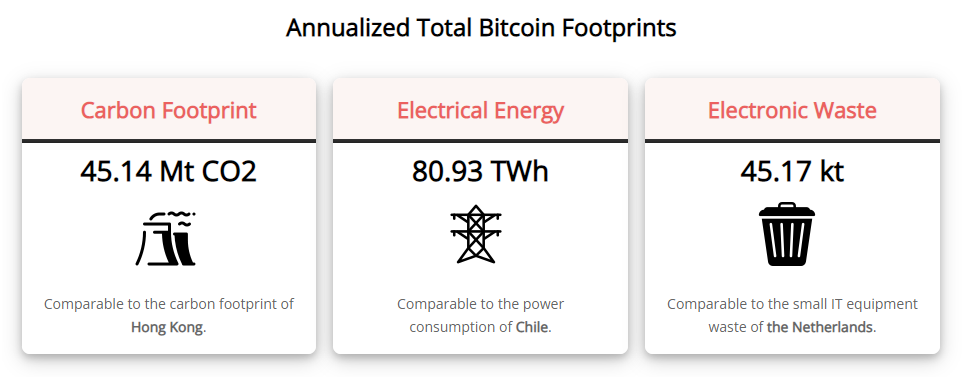 Annualized Total Bitcoin Footprints
Carbon Footprint
45.14 Mt CO2
Comparable to the carbon footprint of
Hong Kong.
Electrical Energy
80.93 TWh
Comparable to the power
consumption of Chile.
Electronic Waste
45.17 kt
Comparable to the small IT equipment
waste of the Netherlands.